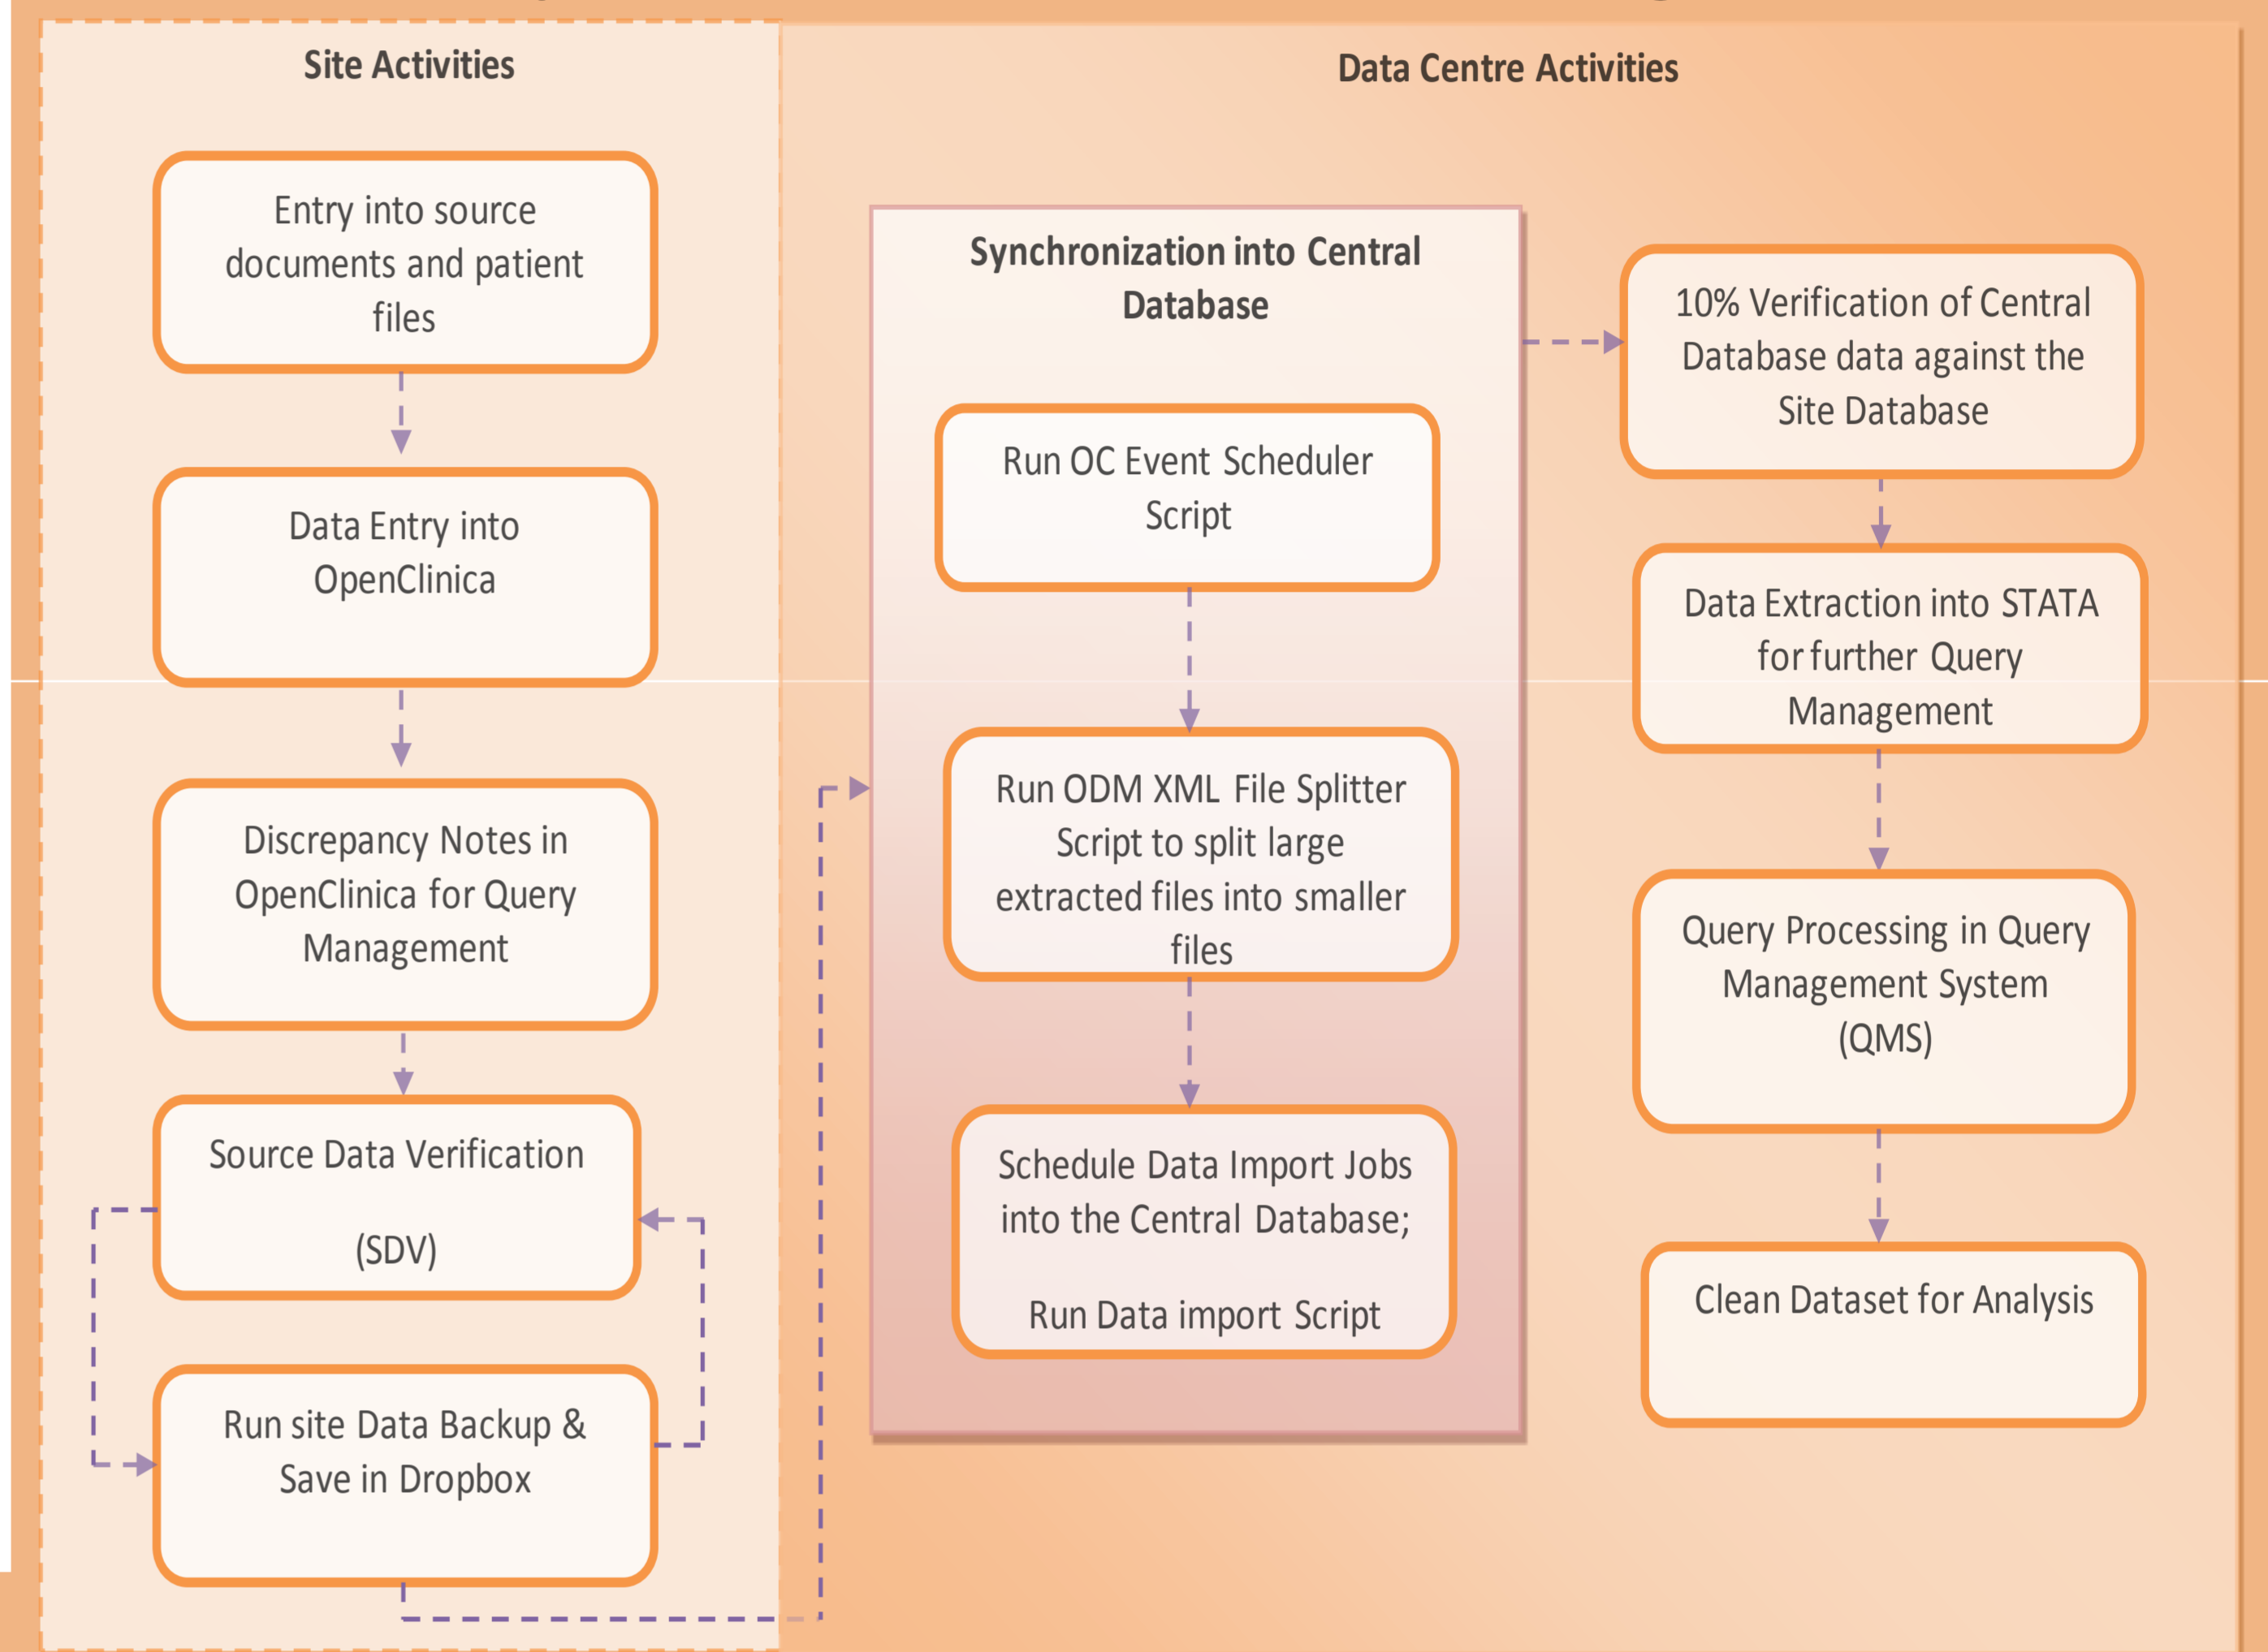 Site Activities
Entry into source
documents and patient
files
Data Entry into
OpenClinica
Discrepancy Notes in
OpenClinica for Query
Management
Source Data Verification
(SDV)
Run site Data Backup &
Save in Dropbox
Data Centre Activities
Synchronization into Central
Database
Run OC Event Scheduler
Script
Run ODM XML File Splitter
Script to split large
extracted files into smaller
files
Schedule Data Import Jobs
into the Central Database;
Run Data import Script
10% Verification of Central
Database data against the
Site Database
Data Extraction into STATA
for further Query
Management
Query Processing in Query
Management System
(QMS)
Clean Dataset for Analysis